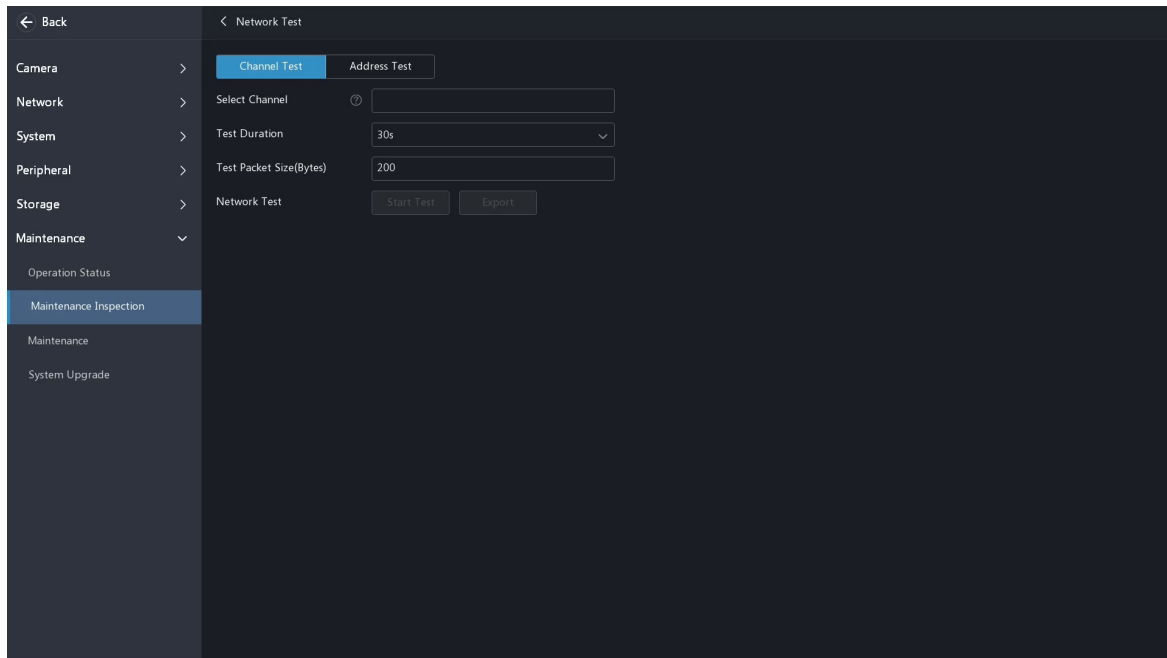 Back
Network Test
Camera
Network
System
Peripheral
Storage
Maintenance
Operation Status
Maintenance Inspection
Maintenance
System Upgrade
Channel Test Address Test
Select Channel ?
Test Duration 30s
Test Packet Size(Bytes) 200
Network Test Start Test Export